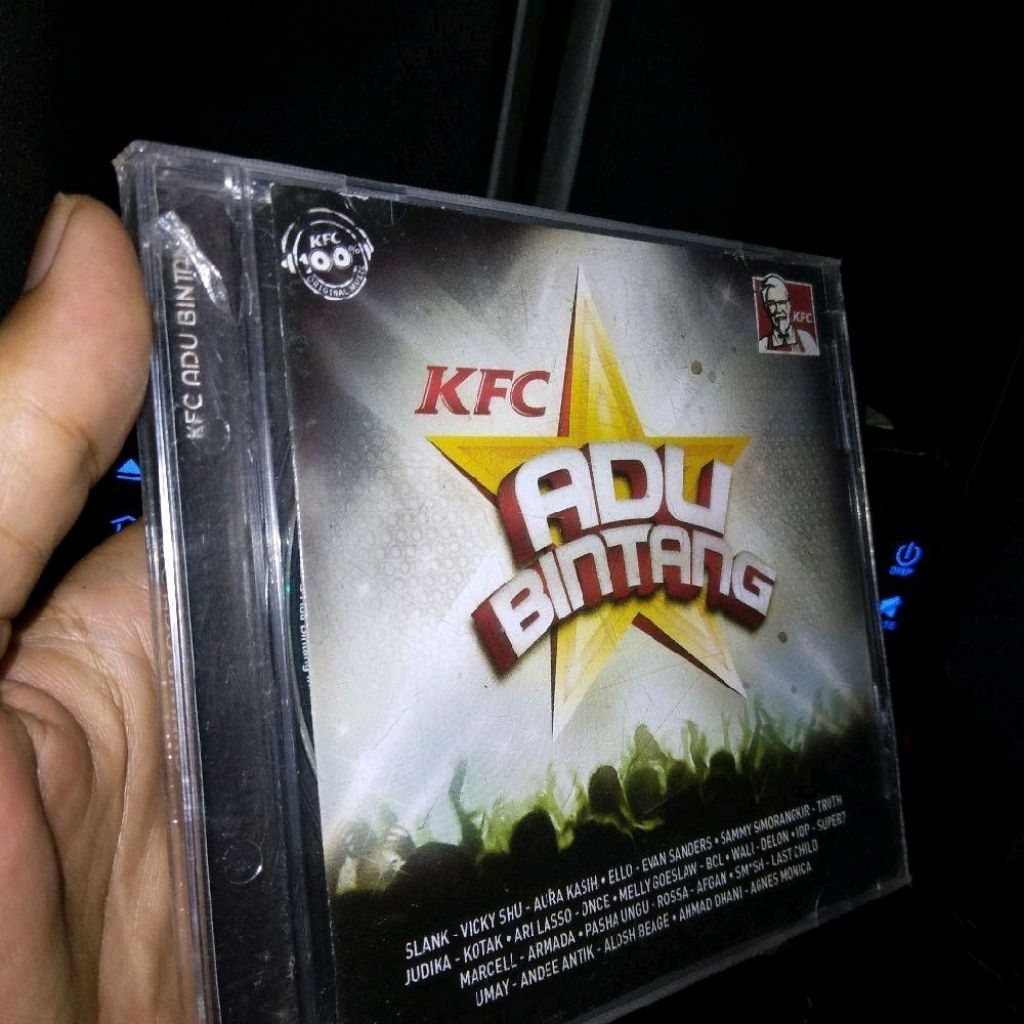 KFC ADU BINTA
KFC
100%
ORIGINAL MUSIC
KFC
KFC
ADU
BINTANG
SLANK - VICKY SHU - AURA KASIH • ELLO - EVAN SANDERS • SAMMY SIMORANGKIR - TRUTH
JUDIKA - KOTAK • ARI LASSO - ONCE • MELLY GOESLAW - BCL • WALI - DELON • IDP - SUPER7
MARCELL - ARMADA • PASHA UNGU - ROSSA - AFGAN • SM*SH - LAST CHILD
UMAY - ANDEE ANTIK - ALDSH BEAGE • AHMAD DHANI - AGNES MONICA